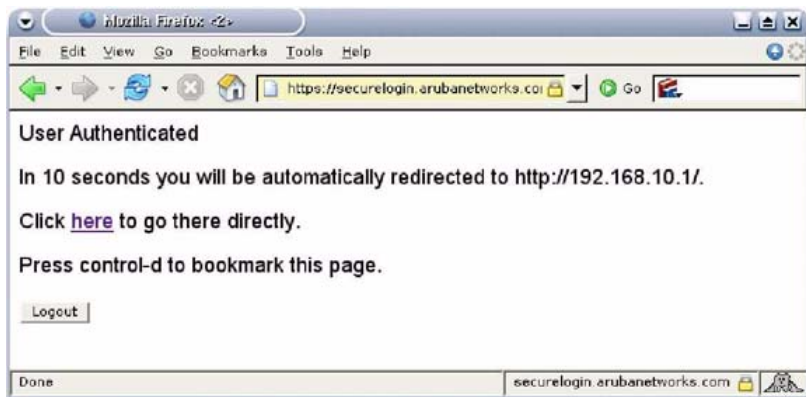 Mozilla Firefox <2>
File Edit View Go Bookmarks Tools Help
https://securelogin.arubanetworks.co Go
User Authenticated
In 10 seconds you will be automatically redirected to http://192.168.10.1/.
Click here to go there directly.
Press control-d to bookmark this page.
Logout
Done securelogin.arubanetworks.com